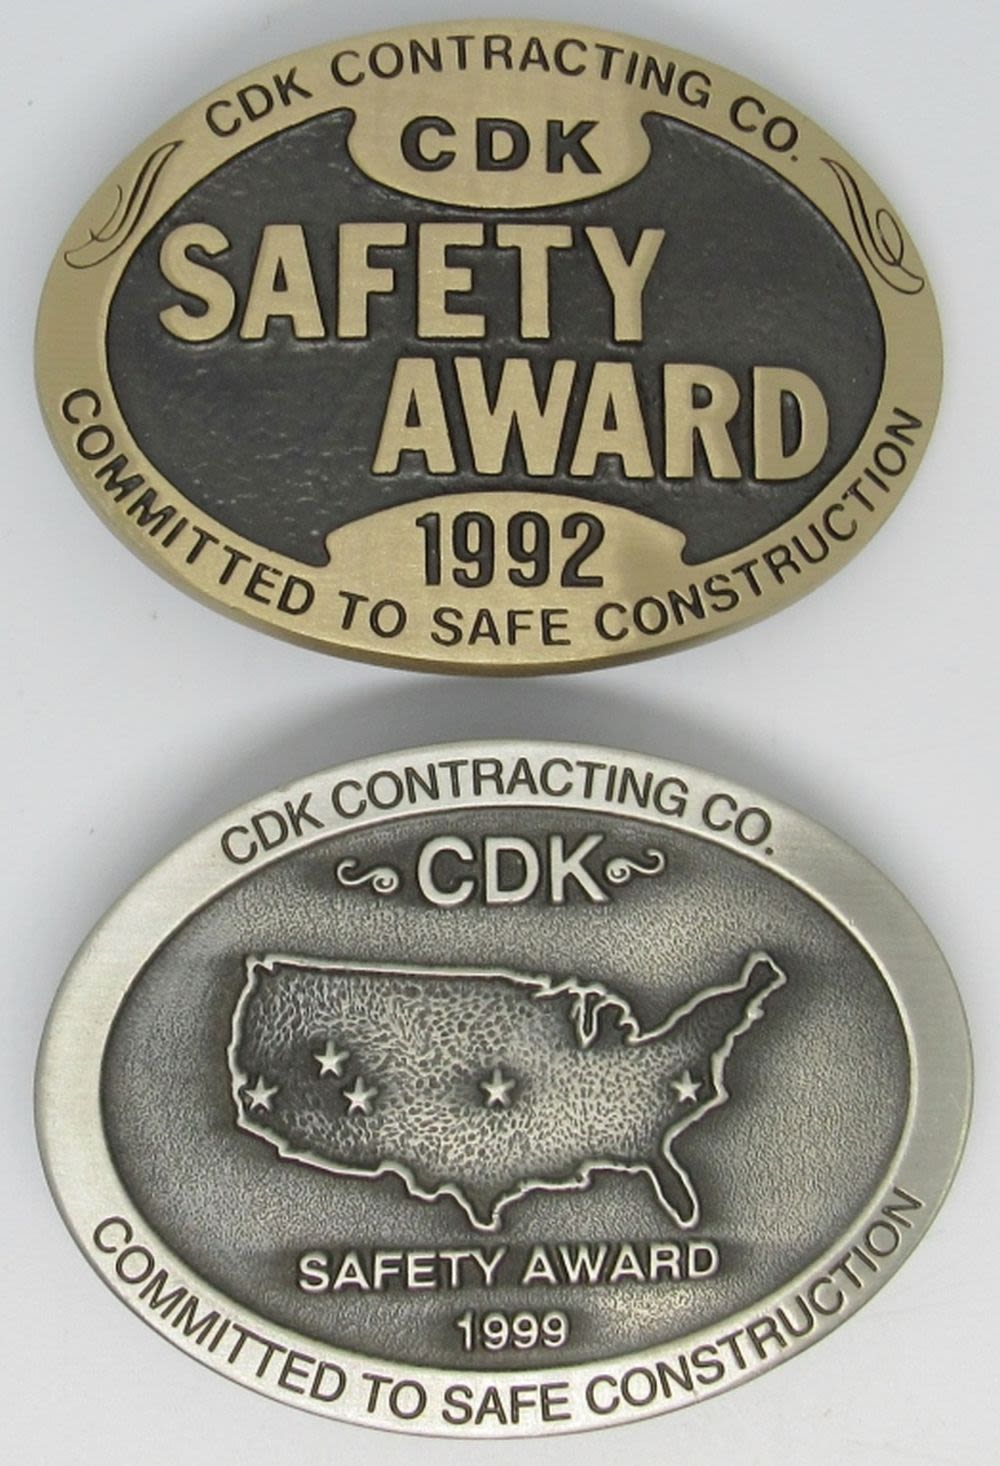 CDK CONTRACTING CO.
CDK
SAFETY
AWARD
1992
COMMITTED TO SAFE CONSTRUCTION
CDK CONTRACTING CO.
CDK
SAFETY AWARD
1999
COMMITTED TO SAFE CONSTRUCTION